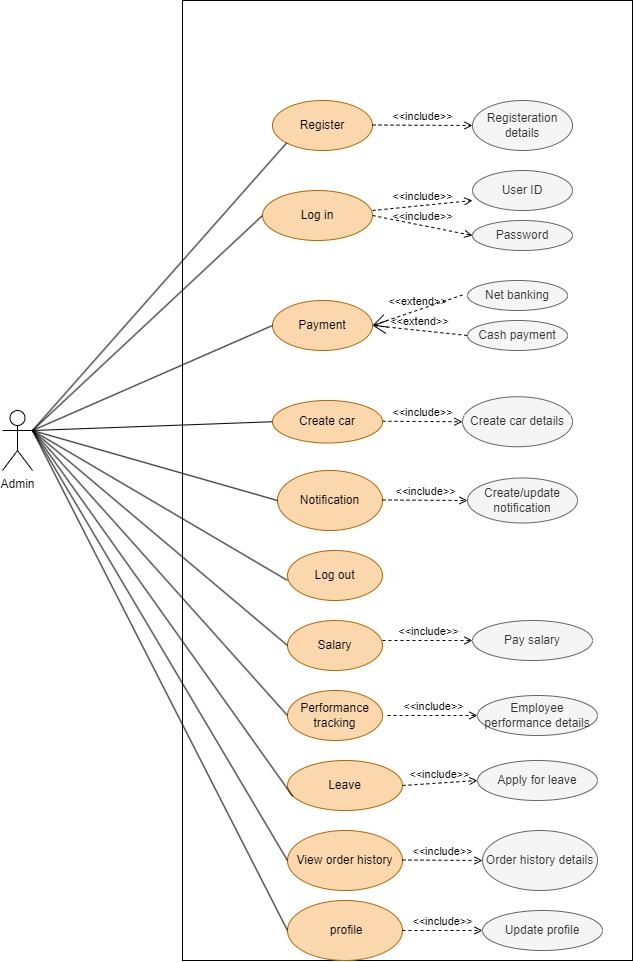 Register
<<include>>
Registeration
details
Log in
<<include>>
<<include>>
User ID
Password
Payment
<<extend>>
<<extend>>
Net banking
Cash payment
Create car
<<include>>
Create car details
Admin
Notification
<<include>>
Create/update
notification
Log out
Salary
<<include>>
Pay salary
Performance
tracking
<<include>>
Employee
performance details
Leave
<<include>>
Apply for leave
View order history
<<include>>
Order history details
profile
<<include>>
Update profile